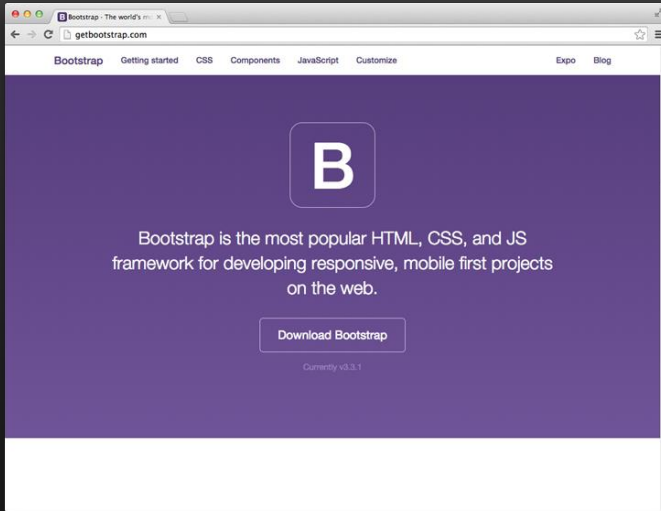 B Bootstrap · The world's m
getbootstrap.com
Bootstrap Getting started CSS Components JavaScript Customize Expo Blog
B
Bootstrap is the most popular HTML, CSS, and JS
framework for developing responsive, mobile first projects
on the web.
Download Bootstrap
Currently v3.3.1